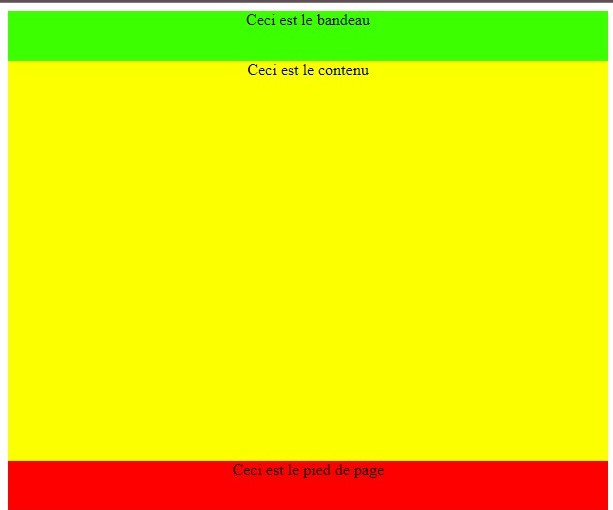 Ceci est le bandeau
Ceci est le contenu
Ceci est le pied de page